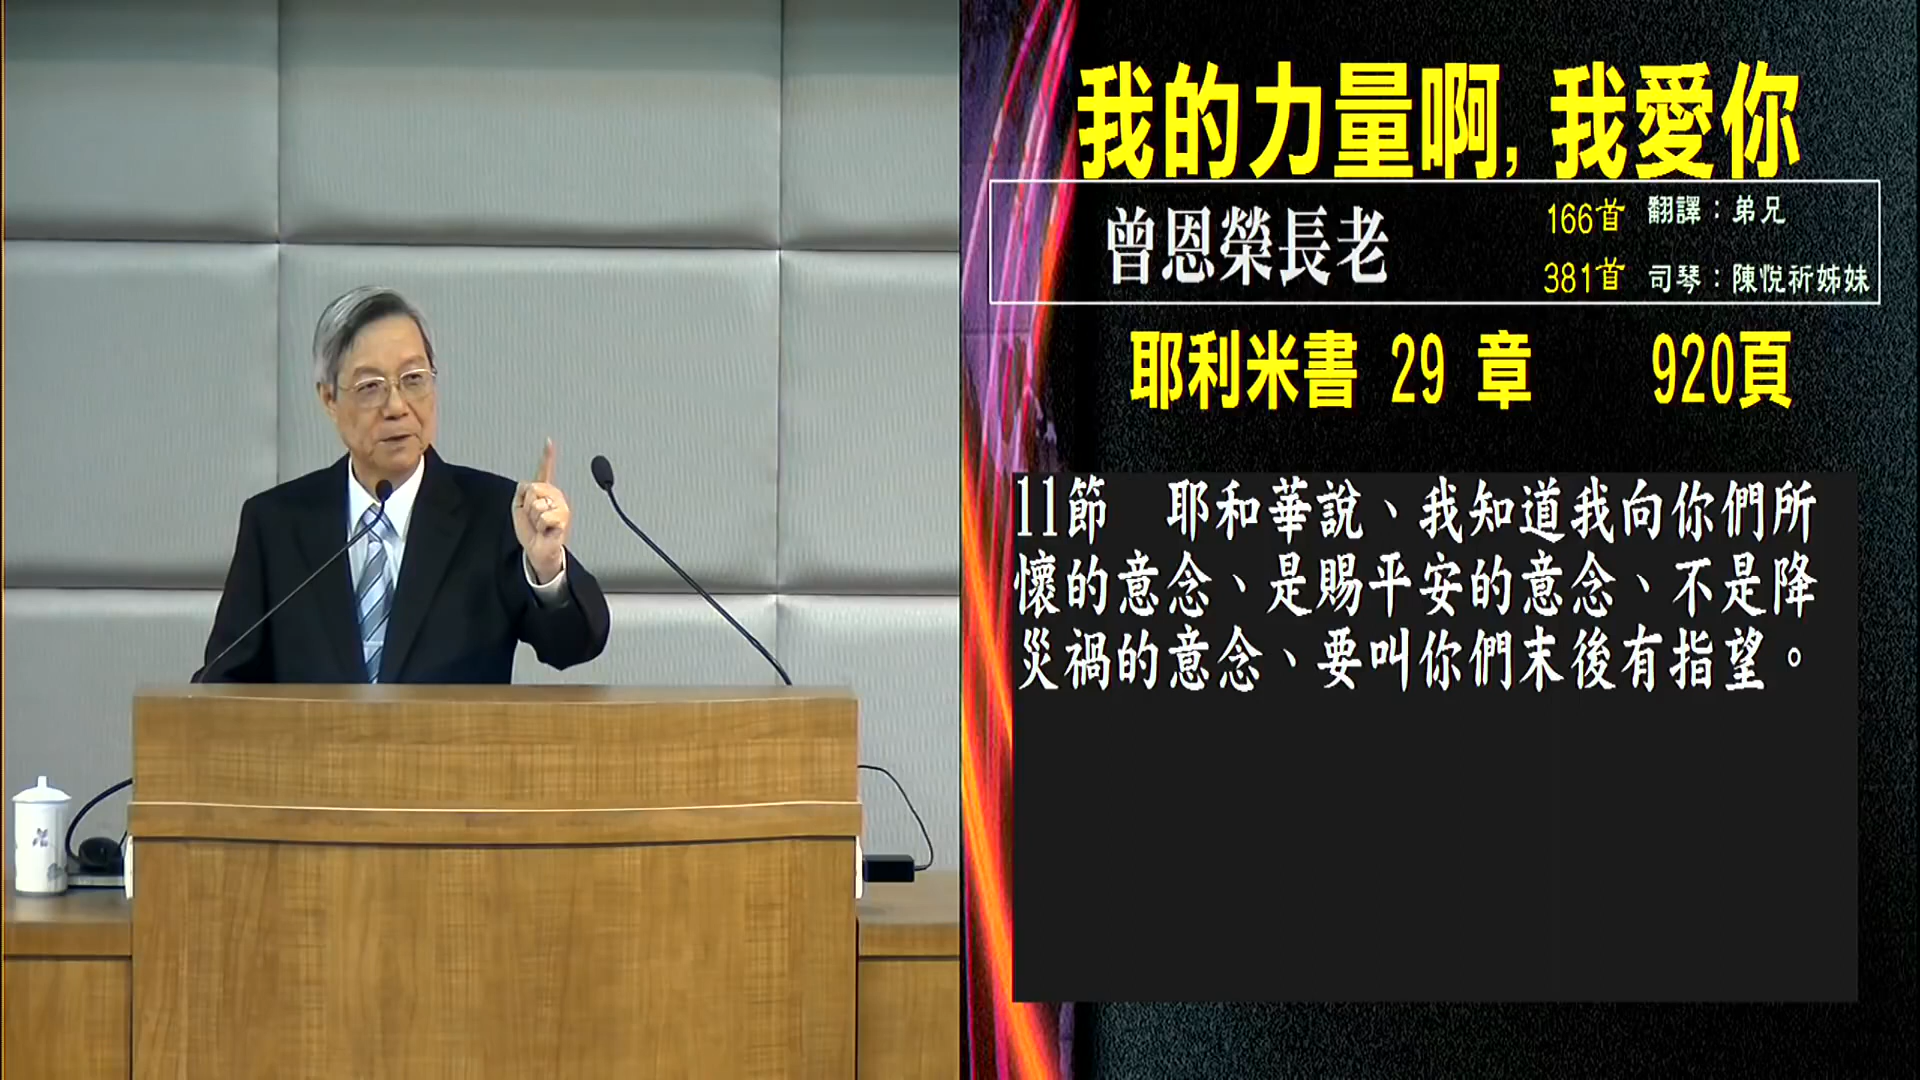 我的力量啊, 我愛你
曾恩榮長老
166首 翻譯：弟兄
381首 司琴：陳悅祈姊妹
耶利米書 29 章 920頁
11節 耶和華說、我知道我向你們所
懷的意念、是賜平安的意念、不是降
災禍的意念、要叫你們末後有指望。